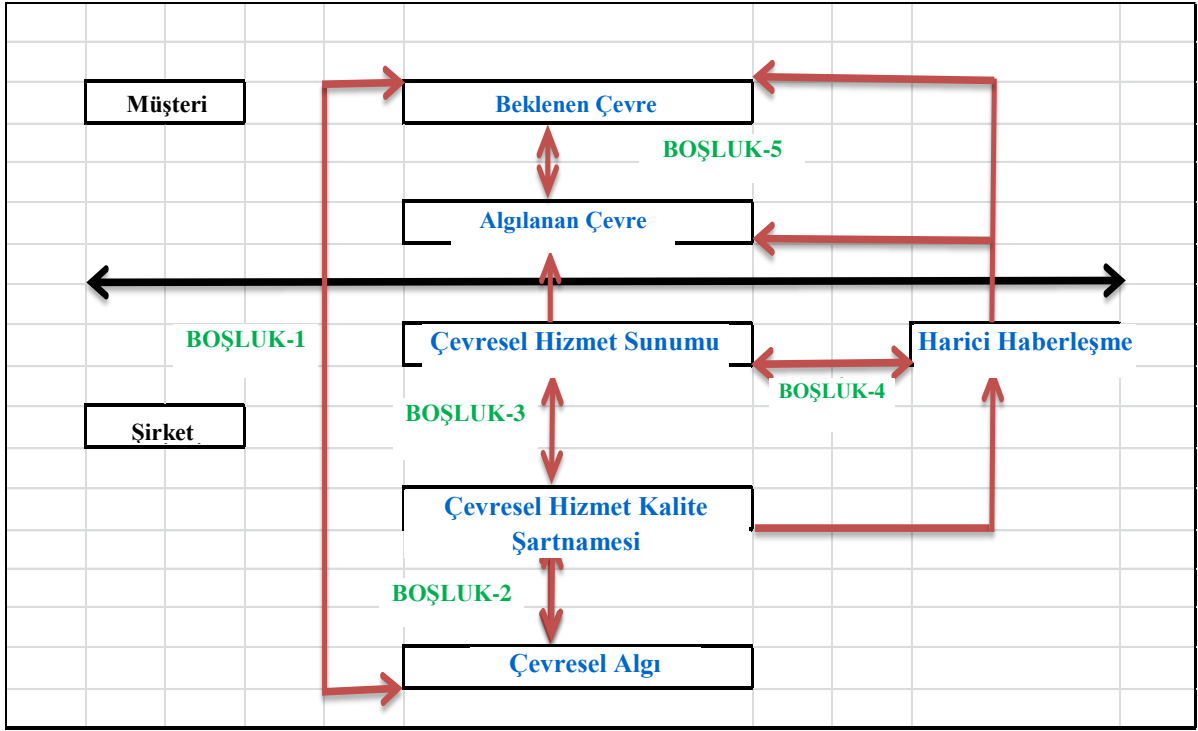 Müşteri
Beklenen Çevre
BOŞLUK-5
Algılanan Çevre
BOŞLUK-1
Çevresel Hizmet Sunumu
Harici Haberleşme
BOŞLUK-4
BOŞLUK-3
Şirket
Çevresel Hizmet Kalite
Şartnamesi
BOŞLUK-2
Çevresel Algı